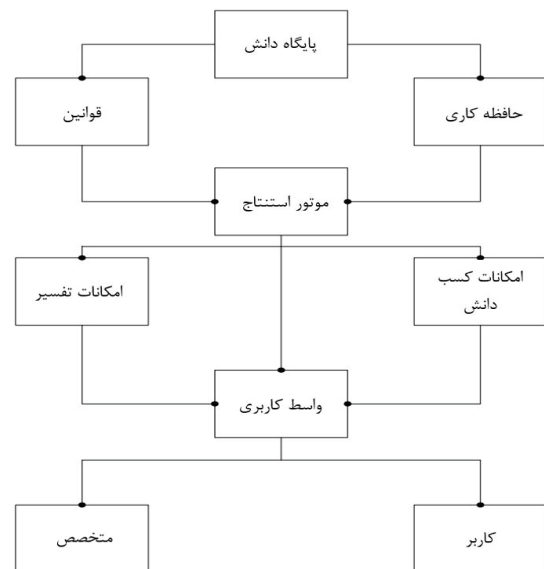 پایگاه دانش
حافظه کاری
قوانین
موتور استنتاج
امکانات کسب
دانش
امکانات تفسیر
واسط کاربری
کاربر
متخصص